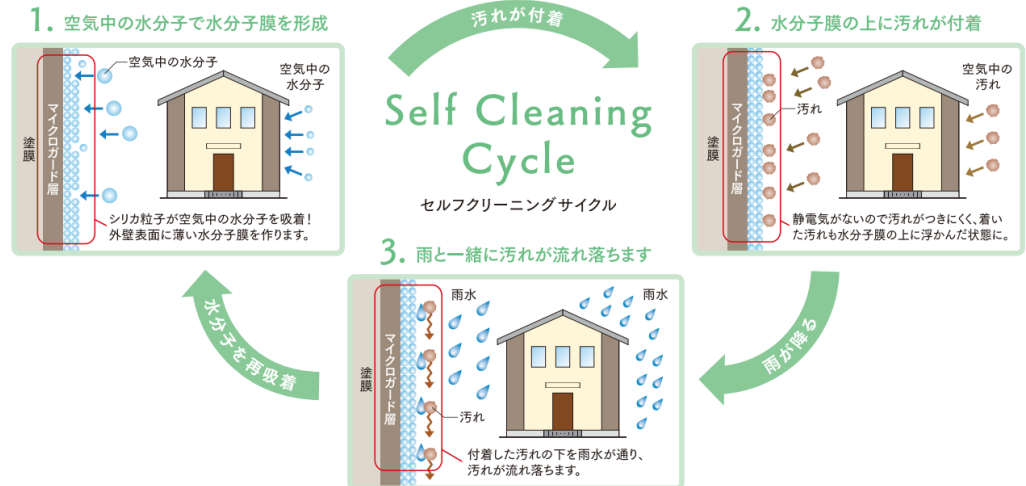 1. 空気中の水分子で水分子膜を形成
空気中の水分子
空気中の
水分子
塗膜
マイクロガード層
シリカ粒子が空気中の水分子を吸着！
外壁表面に薄い水分子膜を作ります。
汚れが付着
Self Cleaning
Cycle
セルフクリーニングサイクル
2. 水分子膜の上に汚れが付着
空気中の
汚れ
汚れ
塗膜
マイクロガード層
静電気がないので汚れがつきにくく、着い
た汚れも水分子膜の上に浮かんだ状態に。
雨が降る
3. 雨と一緒に汚れが流れ落ちます
雨水
雨水
塗膜
マイクロガード層
汚れ
付着した汚れの下を雨水が通り、
汚れが流れ落ちます。
水分子を再吸着